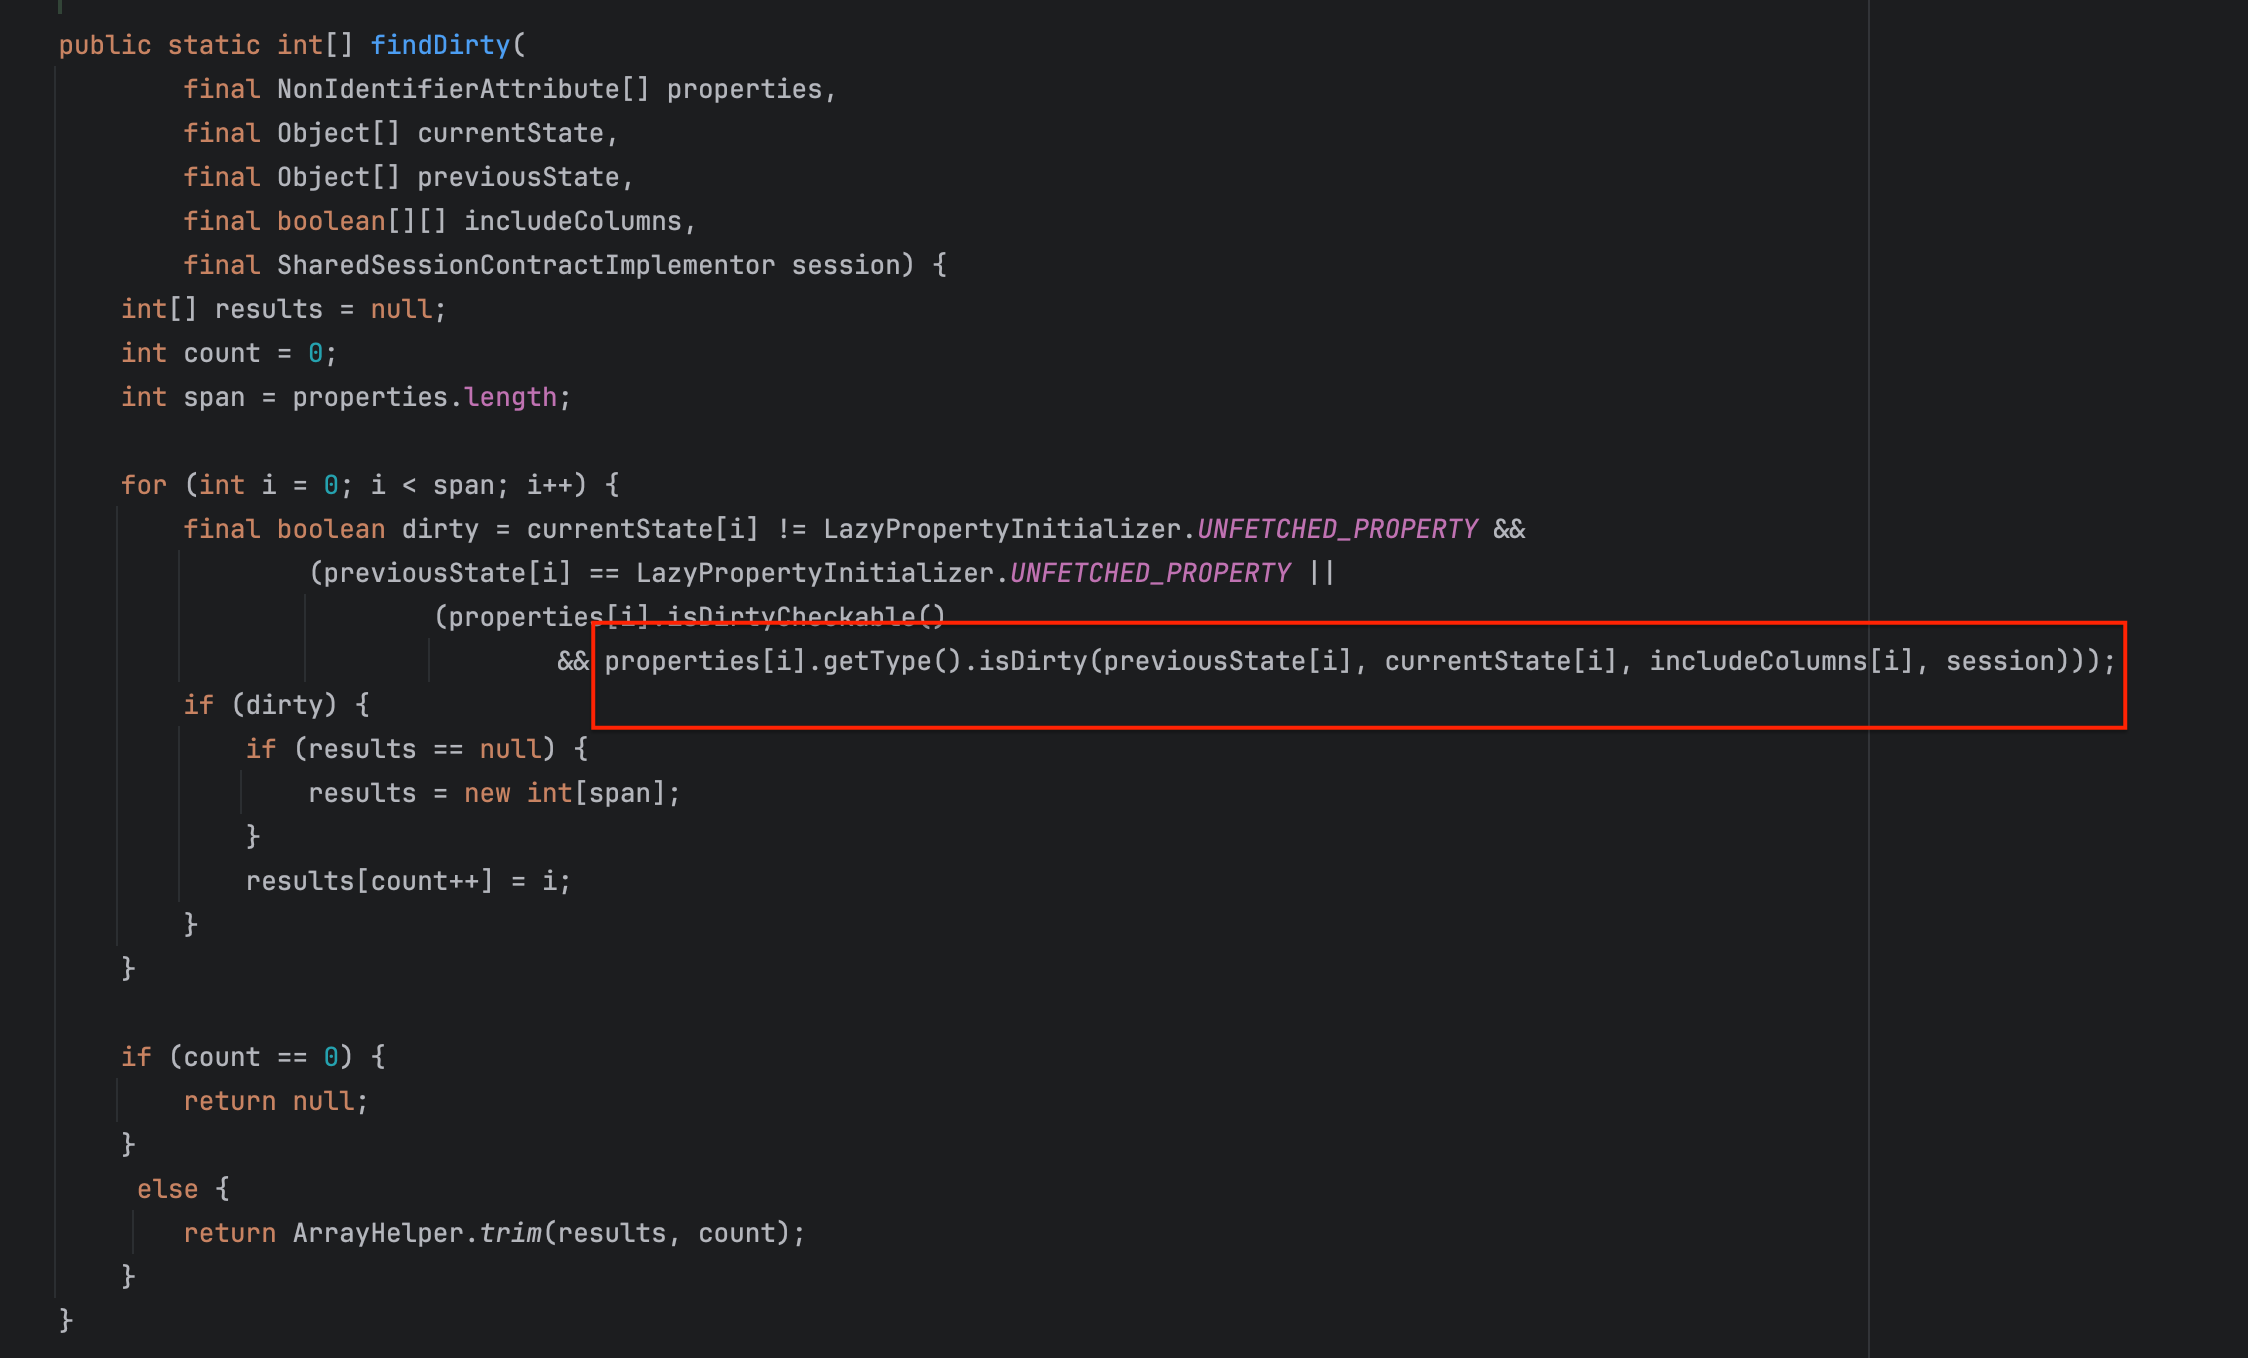 public static int[] findDirty(
final NonIdentifierAttribute[] properties,
final Object[] currentState,
final Object[] previousState,
final boolean[][] includeColumns,
final SharedSessionContractImplementor session) {
int[] results = null;
int count = 0;
int span = properties.length;
for (int i = 0; i < span; i++) {
final boolean dirty = currentState[i] != LazyPropertyInitializer.UNFETCHED_PROPERTY &&
(previousState[i] == LazyPropertyInitializer.UNFETCHED_PROPERTY ||
(properties[i].isDirtyCheckable()
&& properties[i].getType().isDirty(previousState[i], currentState[i], includeColumns[i], session)));
if (dirty) {
if (results == null) {
results = new int[span];
}
results[count++] = i;
}
}
if (count == 0) {
return null;
}
else {
return ArrayHelper.trim(results, count);
}
}